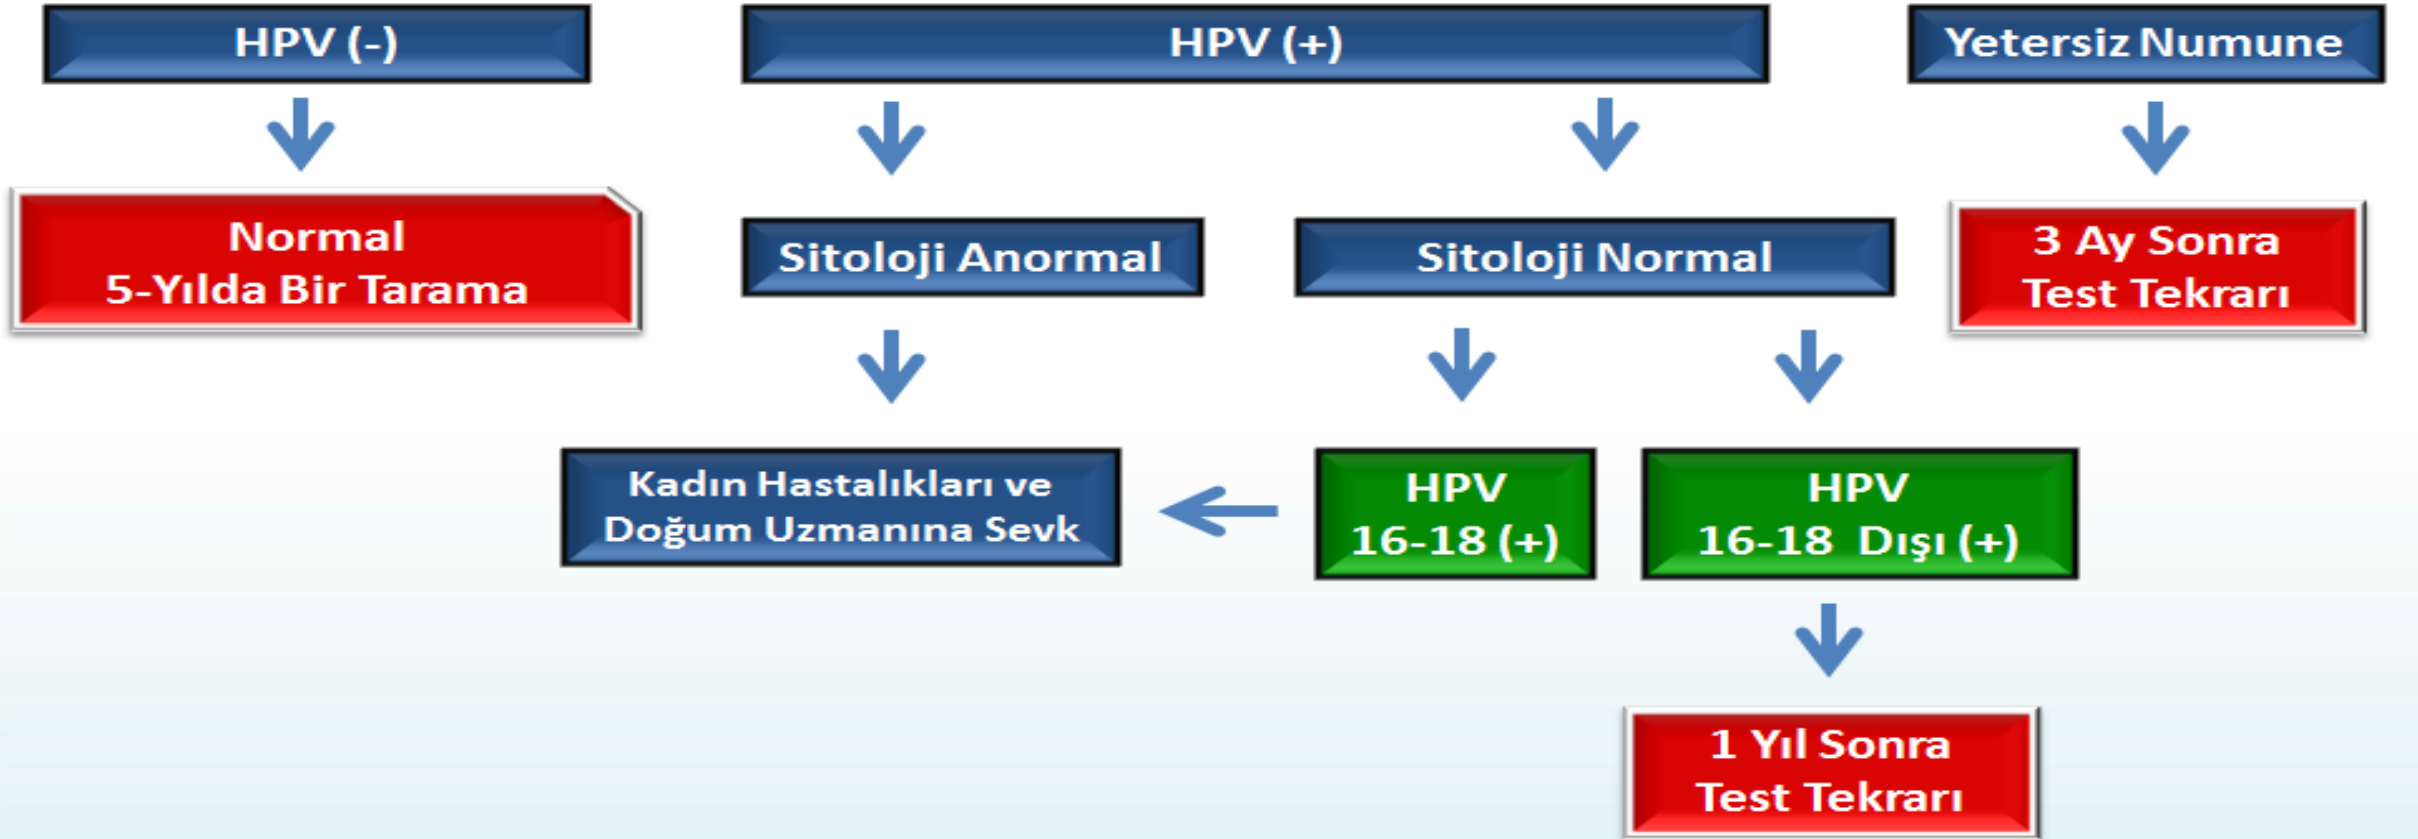 HPV (-)
HPV (+)
Yetersiz Numune
Normal
5-Yılda Bir Tarama
Sitoloji Anormal
Sitoloji Normal
3 Ay Sonra
Test Tekrarı
Kadın Hastalıkları ve
Doğum Uzmanına Sevk
HPV
16-18 (+)
HPV
16-18 Dışı (+)
1 Yıl Sonra
Test Tekrarı